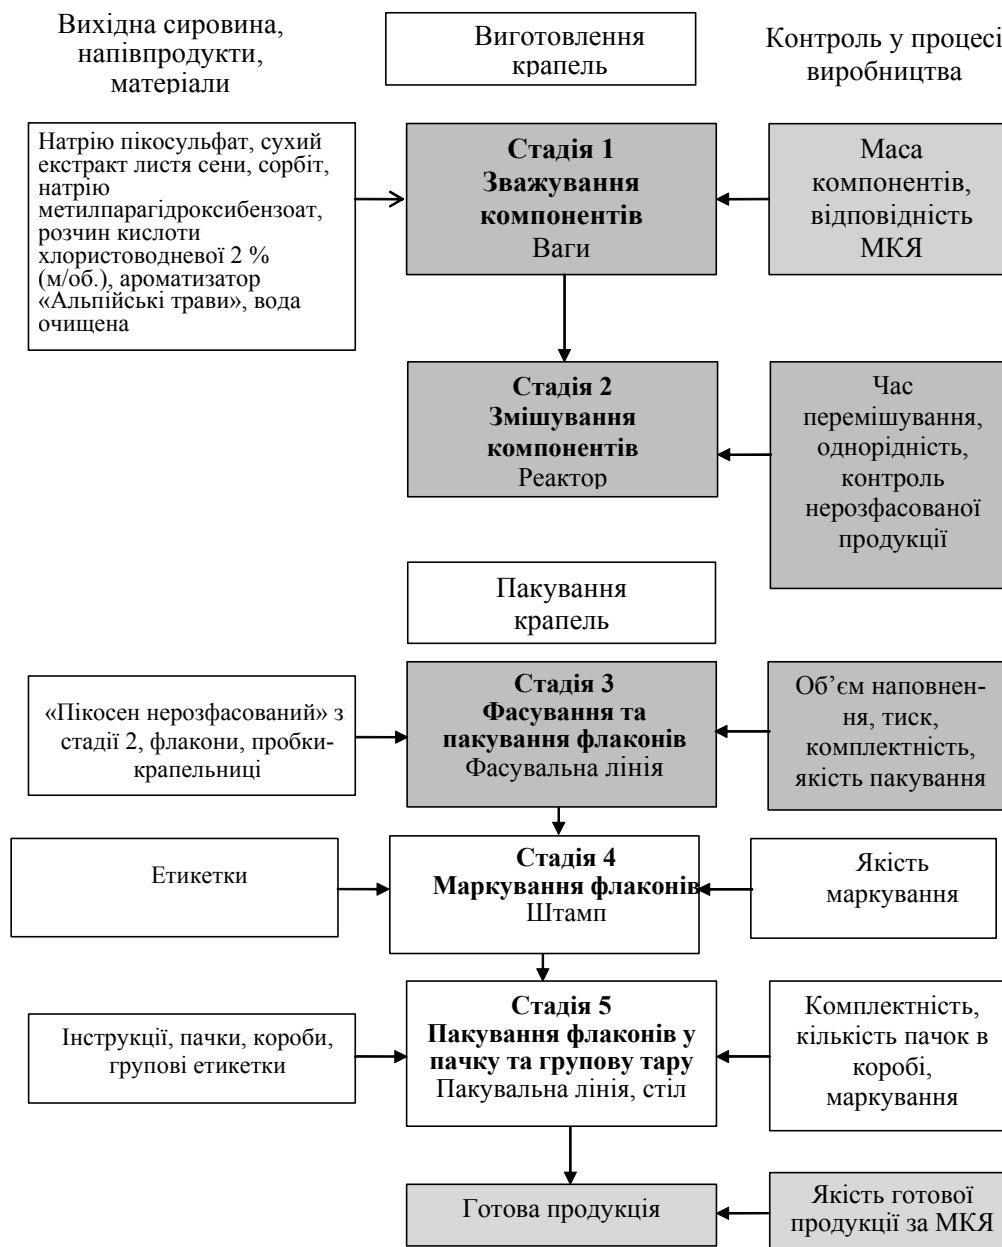 Вихідна сировина,
напівпродукти,
матеріали
Виготовлення
крапель
Контроль у процесі
виробництва
Натрію пікосульфат, сухий
екстракт листя сени, сорбіт,
натрію
метилпарагідроксибензоат,
розчин кислоти
хлористоводневої 2 %
(м/об.), ароматизатор
«Альпійські трави», вода
очищена
Стадія 1
Зважування
компонентів
Ваги
Маса
компонентів,
відповідність
МКЯ
Стадія 2
Змішування
компонентів
Реактор
Час
перемішування,
однорідність,
контроль
нерозфасованої
продукції
Пакування
крапель
«Пікосен нерозфасований» з
стадії 2, флакони, пробки-
крапельниці
Стадія 3
Фасування та
пакування флаконів
Фасувальна лінія
Об’єм наповнен-
ня, тиск,
комплектність,
якість пакування
Етикетки
Стадія 4
Маркування флаконів
Штамп
Якість
маркування
Інструкції, пачки, короби,
групові етикетки
Стадія 5
Пакування флаконів у
пачку та групову тару
Пакувальна лінія, стіл
Комплектність,
кількість пачок в
коробі,
маркування
Готова продукція
Якість готової
продукції за МКЯ